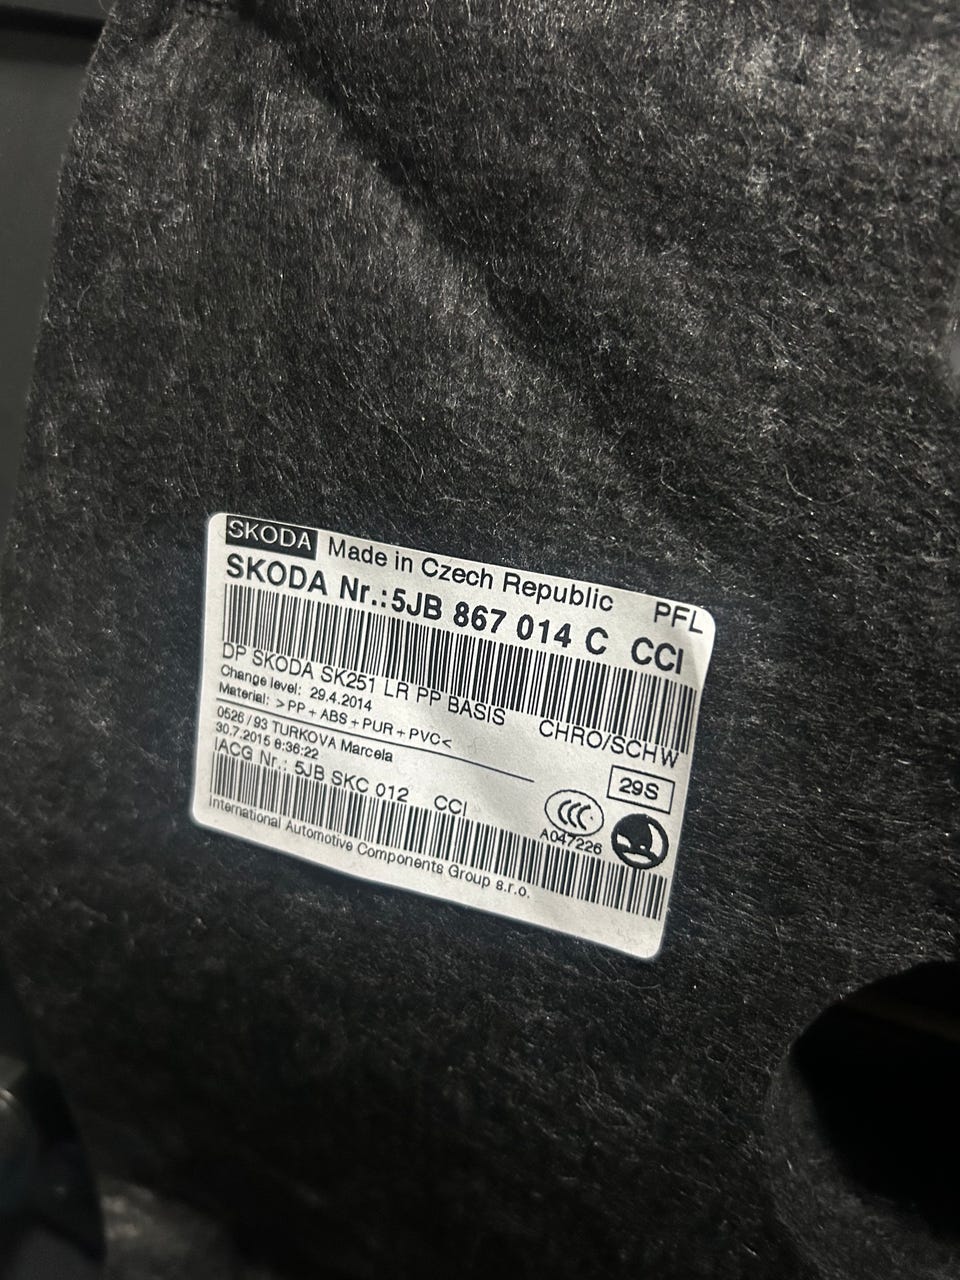 SKODA Made in Czech Republic PFL
SKODA Nr.:5JB 867 014 C CCI
DP SKODA SK251 LR PP BASIS CHRO/SCHW
Change level: 29.4.2014
Material: >PP+ABS+PUR+PVC<
29S
0526/93 TURKOVA Marcela
30.7.2015 6:36:22
IACG Nr.: 5JB SKC 012 CCI
CCC
A047226
International Automotive Components Group s.r.o.